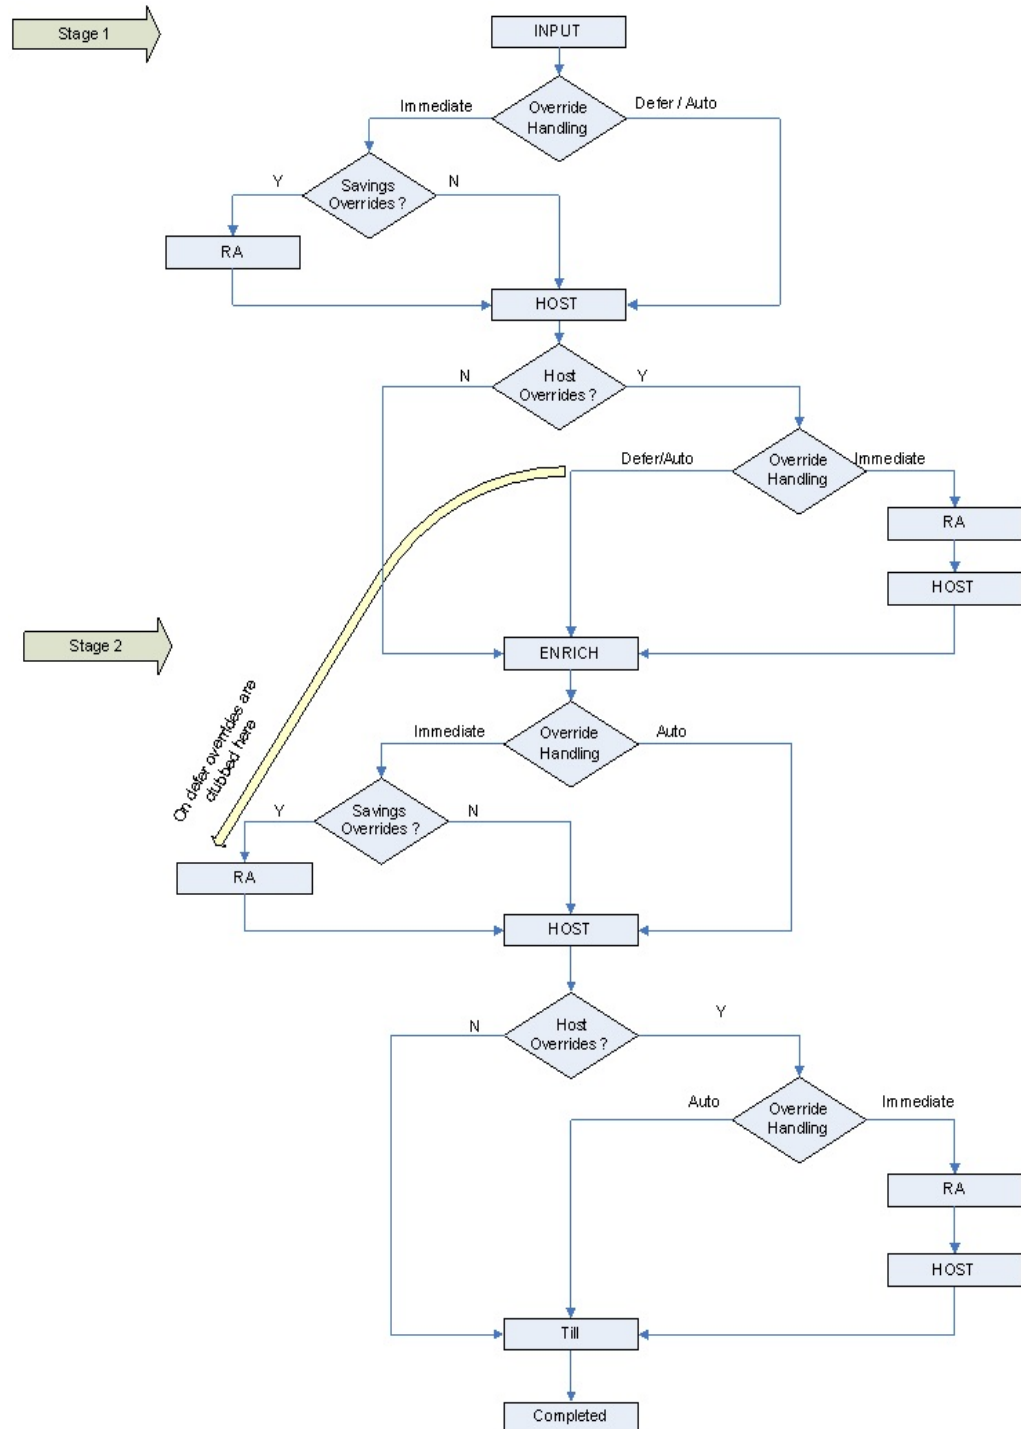 Stage 1
INPUT
Immediate
Override
Handling
Defer / Auto
Y
Savings
Overrides ?
N
RA
HOST
N
Host
Overrides ?
Y
Defer/Auto
Override
Handling
Immediate
RA
HOST
Stage 2
ENRICH
On defer overrides are
clubbed here
Immediate
Override
Handling
Auto
Y
Savings
Overrides ?
N
RA
HOST
N
Host
Overrides ?
Y
Auto
Override
Handling
Immediate
RA
HOST
Till
Completed